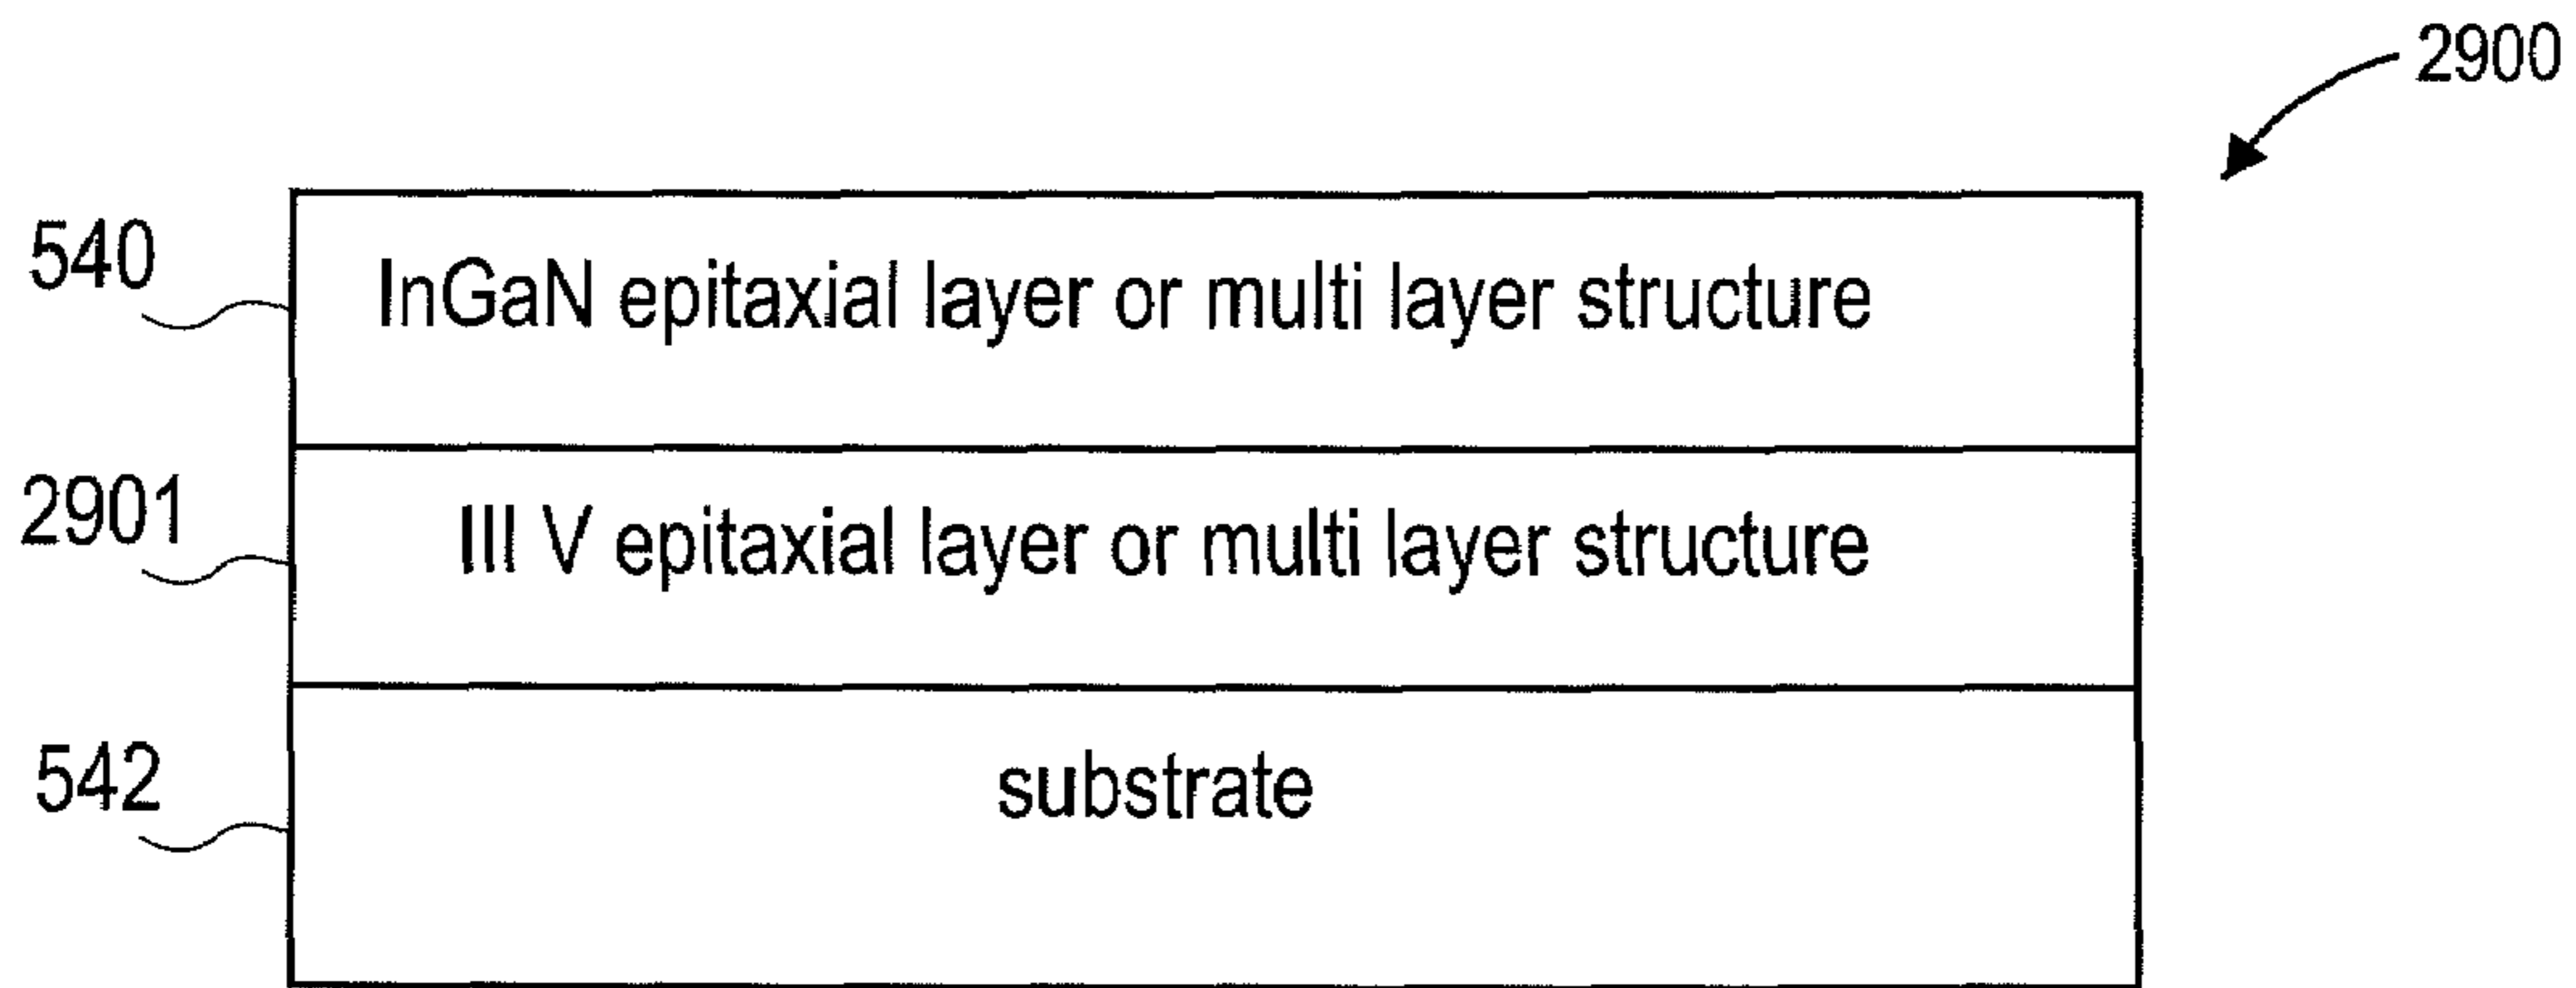 2900
540
InGaN epitaxial layer or multi layer structure
2901
III V epitaxial layer or multi layer structure
542
substrate